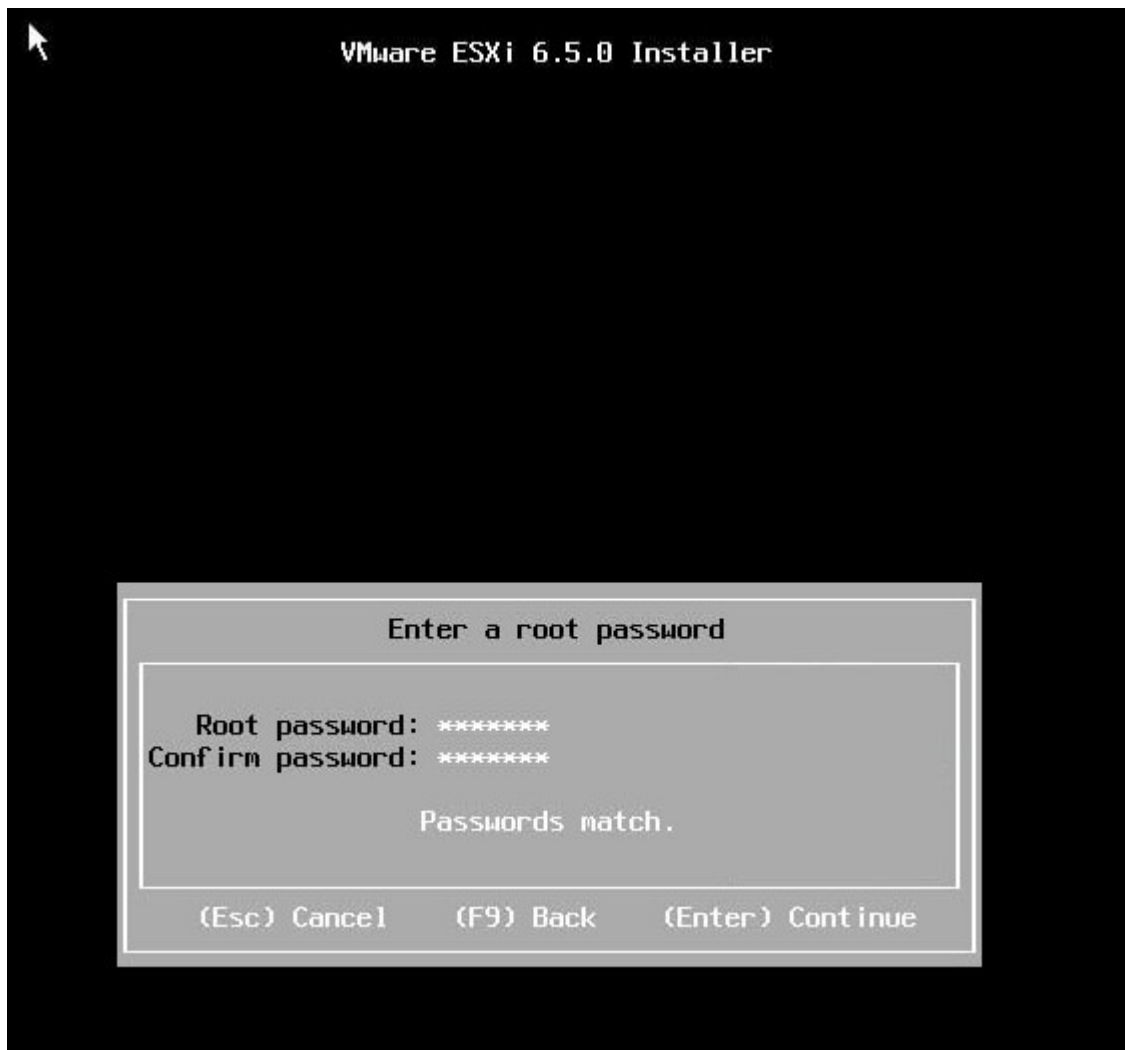 VMware ESXi 6.5.0 Installer
Enter a root password
Root password: *******
Confirm password: *******
Passwords match.
(Esc) Cancel (F9) Back (Enter) Continue